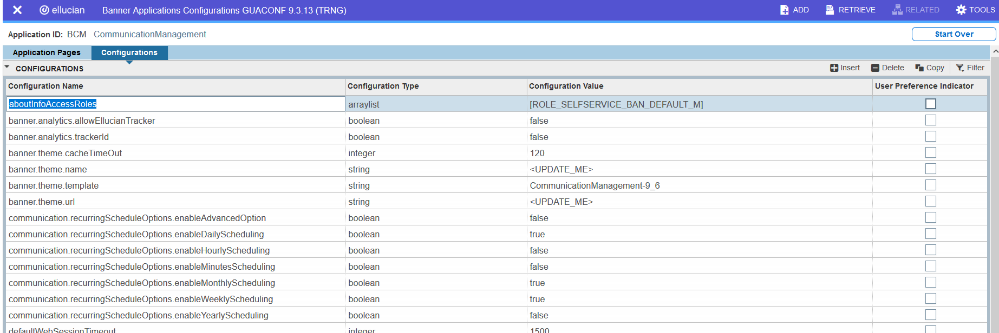 ellucian Banner Applications Configurations GUACONF 9.3.13 (TRNG) ADD RETRIEVE RELATED TOOLS
Application ID: BCM CommunicationManagement Start Over
Application Pages Configurations
CONFIGURATIONS Insert Delete Copy Filter
Configuration Name Configuration Type Configuration Value User Preference Indicator
aboutInfoAccessRoles arraylist [ROLE_SELFSERVICE_BAN_DEFAULT_M]
banner.analytics.allowEllucianTracker boolean false
banner.analytics.trackerId boolean false
banner.theme.cacheTimeOut integer 120
banner.theme.name string <UPDATE_ME>
banner.theme.template string CommunicationManagement-9_6
banner.theme.url string <UPDATE_ME>
communication.recurringScheduleOptions.enableAdvancedOption boolean false
communication.recurringScheduleOptions.enableDailyScheduling boolean true
communication.recurringScheduleOptions.enableHourlyScheduling boolean false
communication.recurringScheduleOptions.enableMinutesScheduling boolean false
communication.recurringScheduleOptions.enableMonthlyScheduling boolean true
communication.recurringScheduleOptions.enableWeeklyScheduling boolean true
communication.recurringScheduleOptions.enableYearlyScheduling boolean false
defaultWebSessionTimeout integer 1500